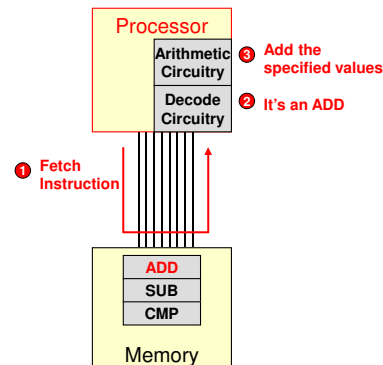 Processor
Arithmetic
Circuitry
3 Add the
specified values
Decode
Circuitry
2 It's an ADD
1 Fetch
Instruction
ADD
SUB
CMP
Memory